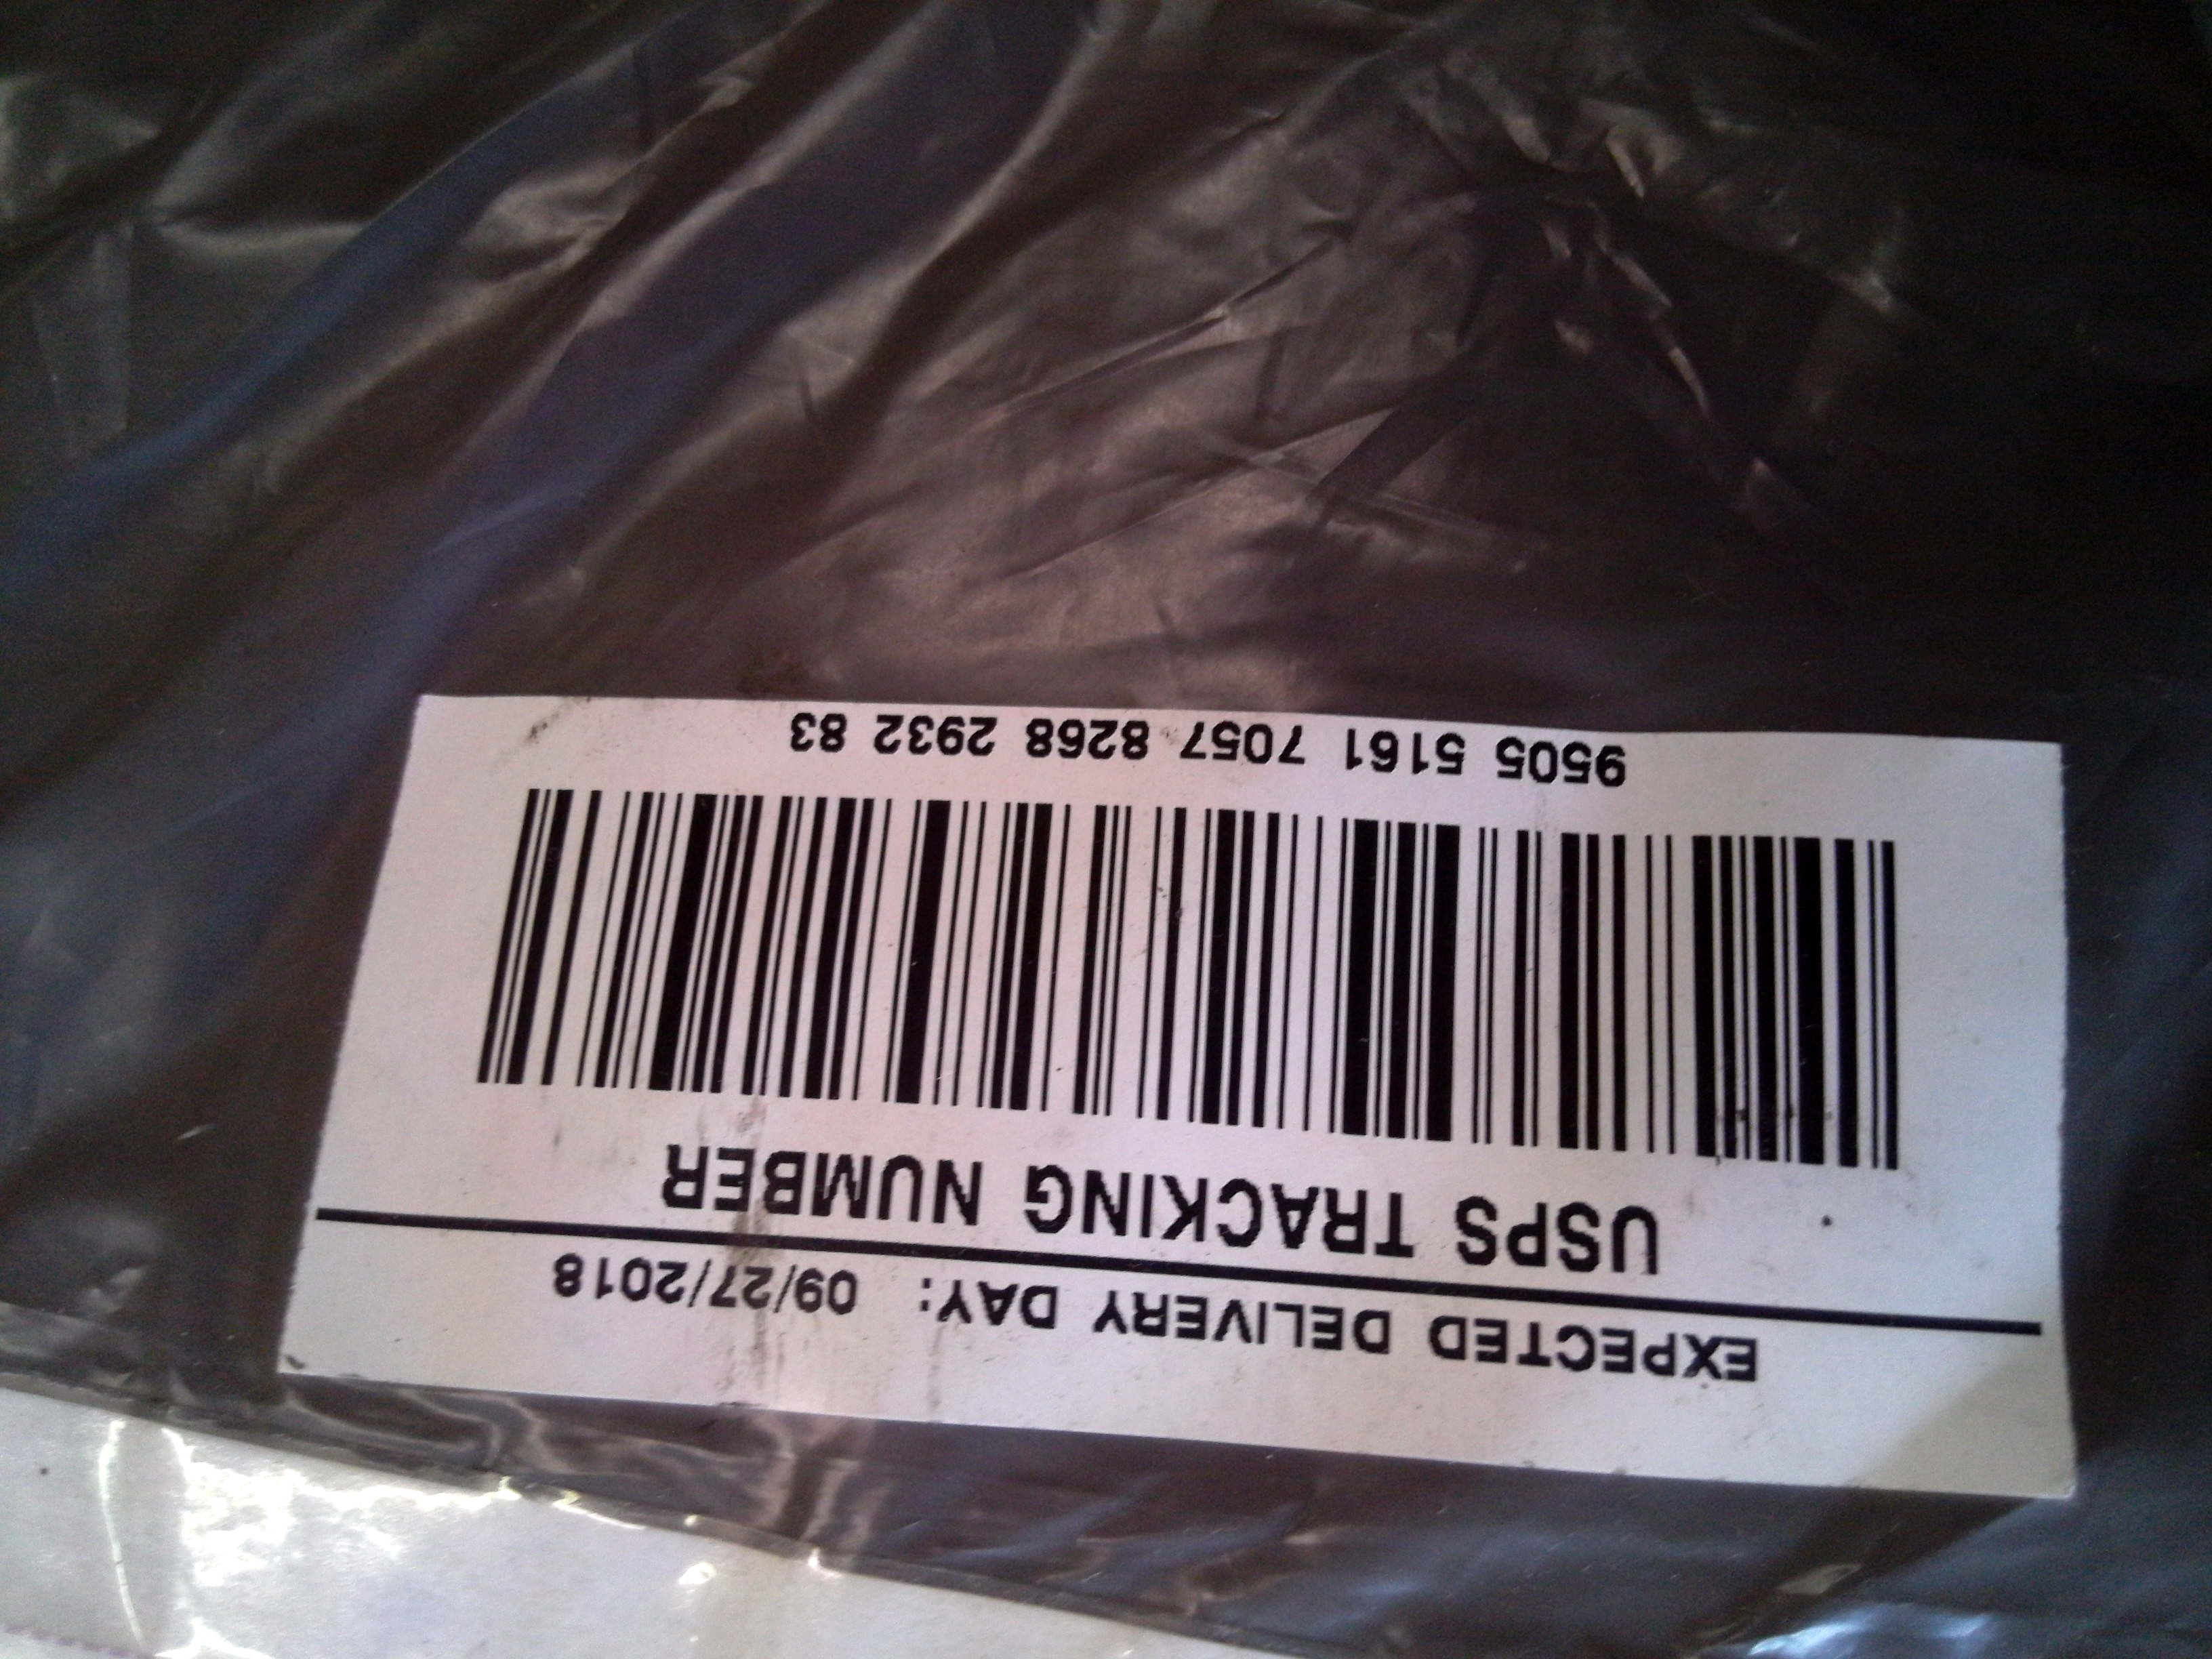 EXPECTED DELIVERY DAY: 09/27/2018
USPS TRACKING NUMBER
9505 5161 7057 8268 2932 83